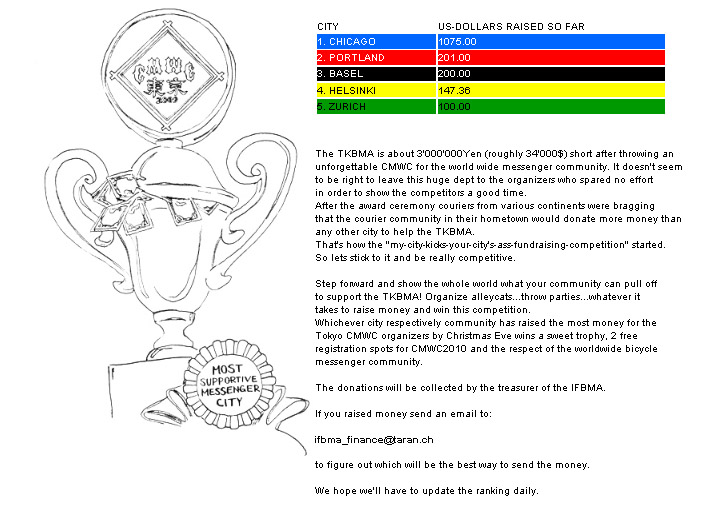 CMWC
東京
2009
MOST
SUPPORTIVE
MESSENGER
CITY
CITY US-DOLLARS RAISED SO FAR
1. CHICAGO 1075.00
2. PORTLAND 201.00
3. BASEL 200.00
4. HELSINKI 147.36
5. ZURICH 100.00
The TKBMA is about 3'000'000Yen (roughly 34'000$) short after throwing an
unforgettable CMWC for the world wide messenger community. It doesn't seem
to be right to leave this huge dept to the organizers who spared no effort
in order to show the competitors a good time.
After the award ceremony couriers from various continents were bragging
that the courier community in their hometown would donate more money than
any other city to help the TKBMA.
That's how the "my-city-kicks-your-city's-ass-fundraising-competition" started.
So lets stick to it and be really competitive.
Step forward and show the whole world what your community can pull off
to support the TKBMA! Organize alleycats...throw parties...whatever it
takes to raise money and win this competition.
Whichever city respectively community has raised the most money for the
Tokyo CMWC organizers by Christmas Eve wins a sweet trophy, 2 free
registration spots for CMWC2010 and the respect of the worldwide bicycle
messenger community.
The donations will be collected by the treasurer of the IFBMA.
If you raised money send an email to:
ifbma_finance@taran.ch
to figure out which will be the best way to send the money.
We hope we'll have to update the ranking daily.